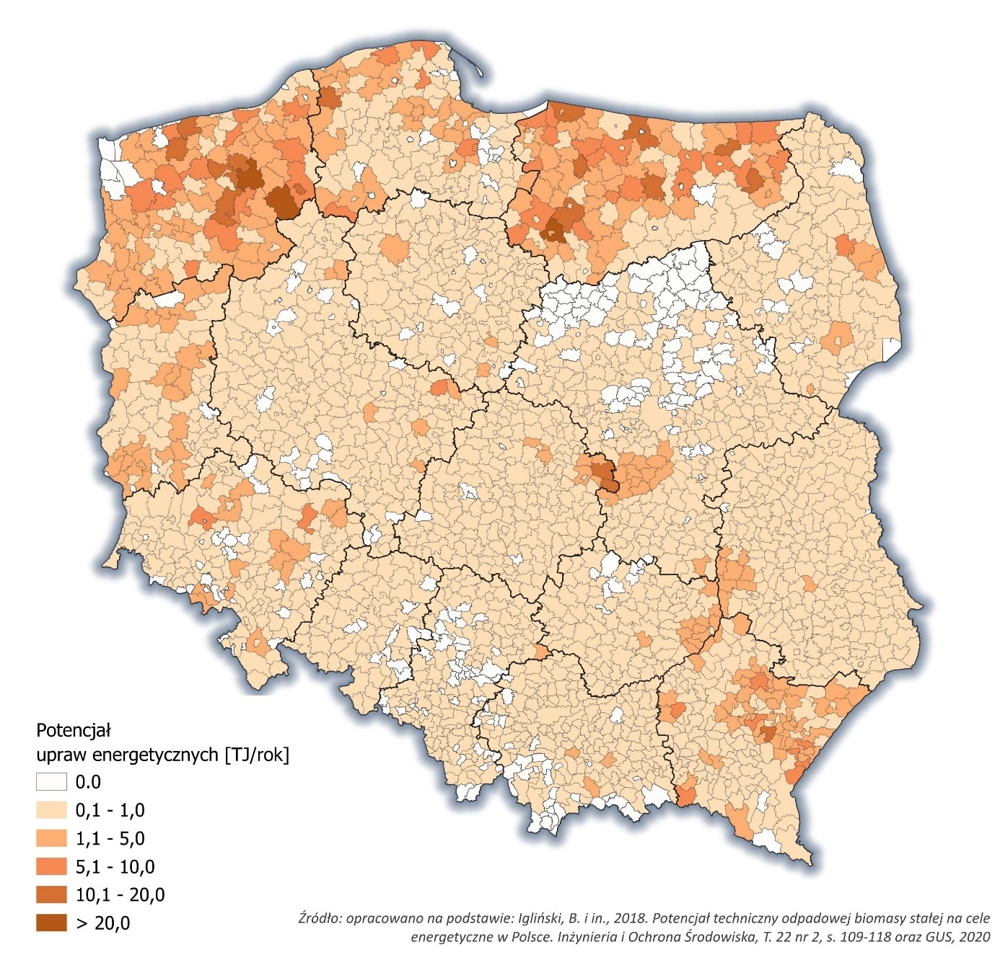 Potencjał
upraw energetycznych [TJ/rok]
0.0
0,1 - 1,0
1,1 - 5,0
5,1 - 10,0
10,1 - 20,0
> 20,0
Źródło: opracowano na podstawie: Igliński, B. i in., 2018. Potencjał techniczny odpadowej biomasy stałej na cele
energetyczne w Polsce. Inżynieria i Ochrona Środowiska, T. 22 nr 2, s. 109-118 oraz GUS, 2020